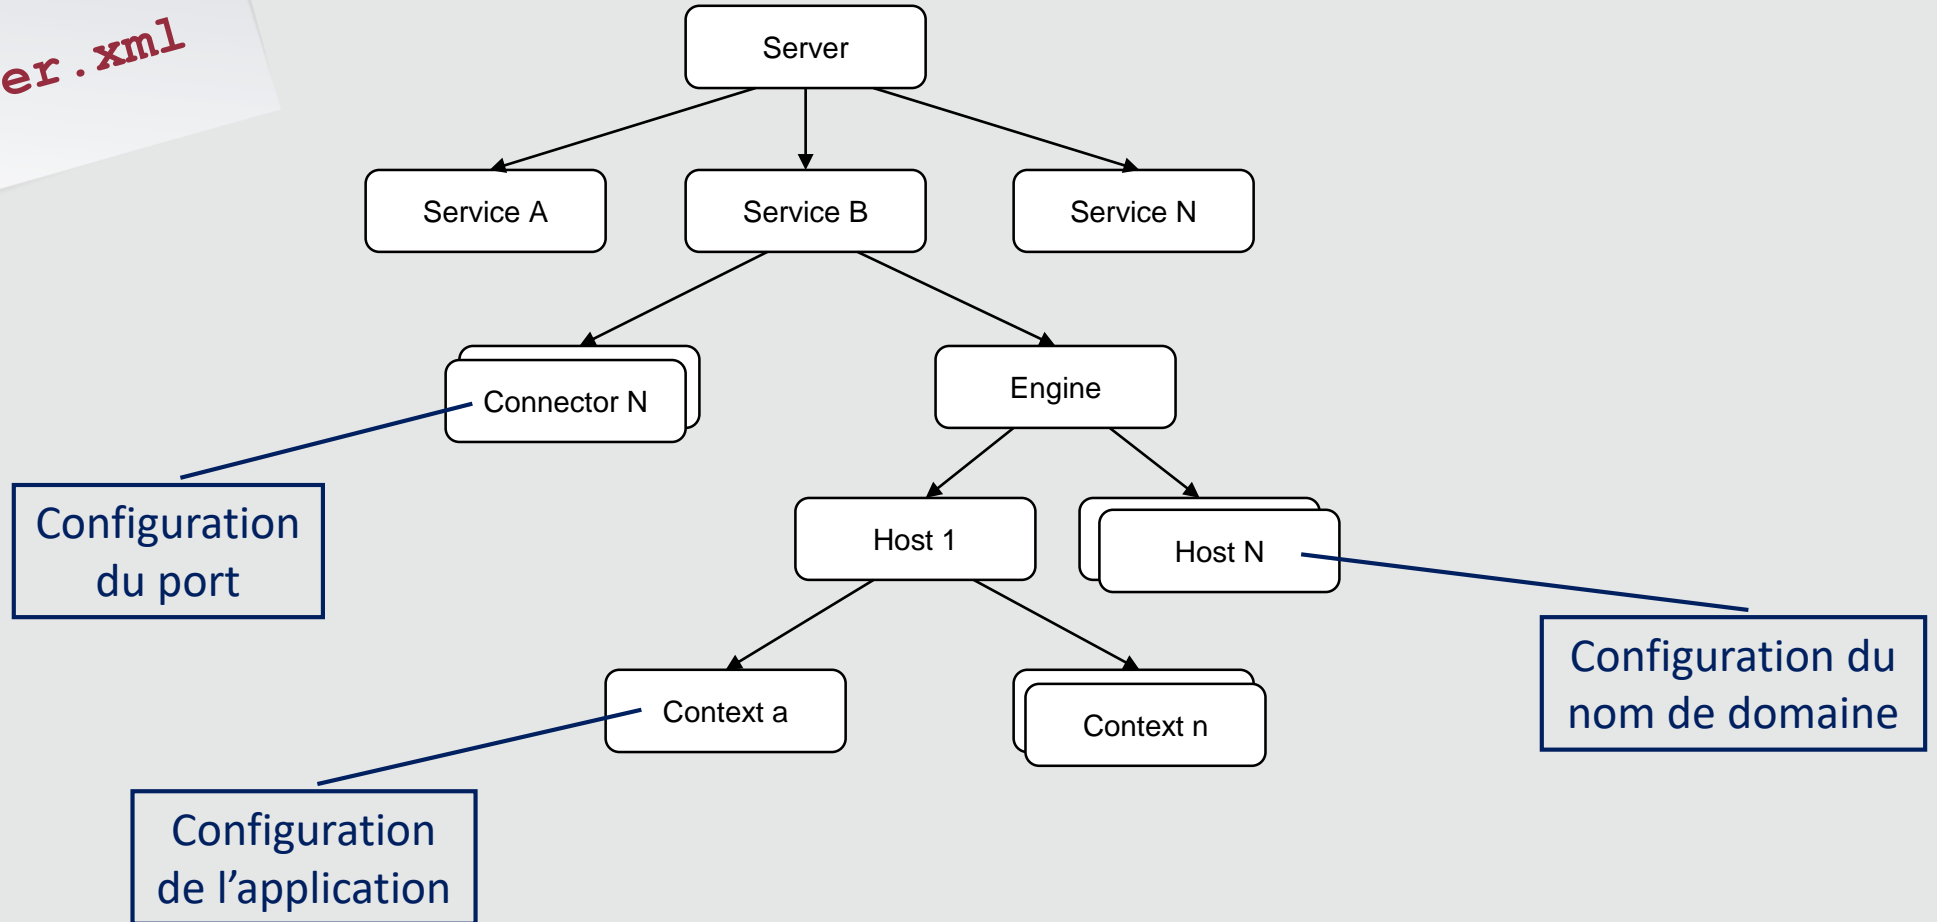 er.xml
Server
Service A
Service B
Service N
Connector N
Engine
Configuration
du port
Host 1
Host N
Configuration du
nom de domaine
Context a
Context n
Configuration
de l’application